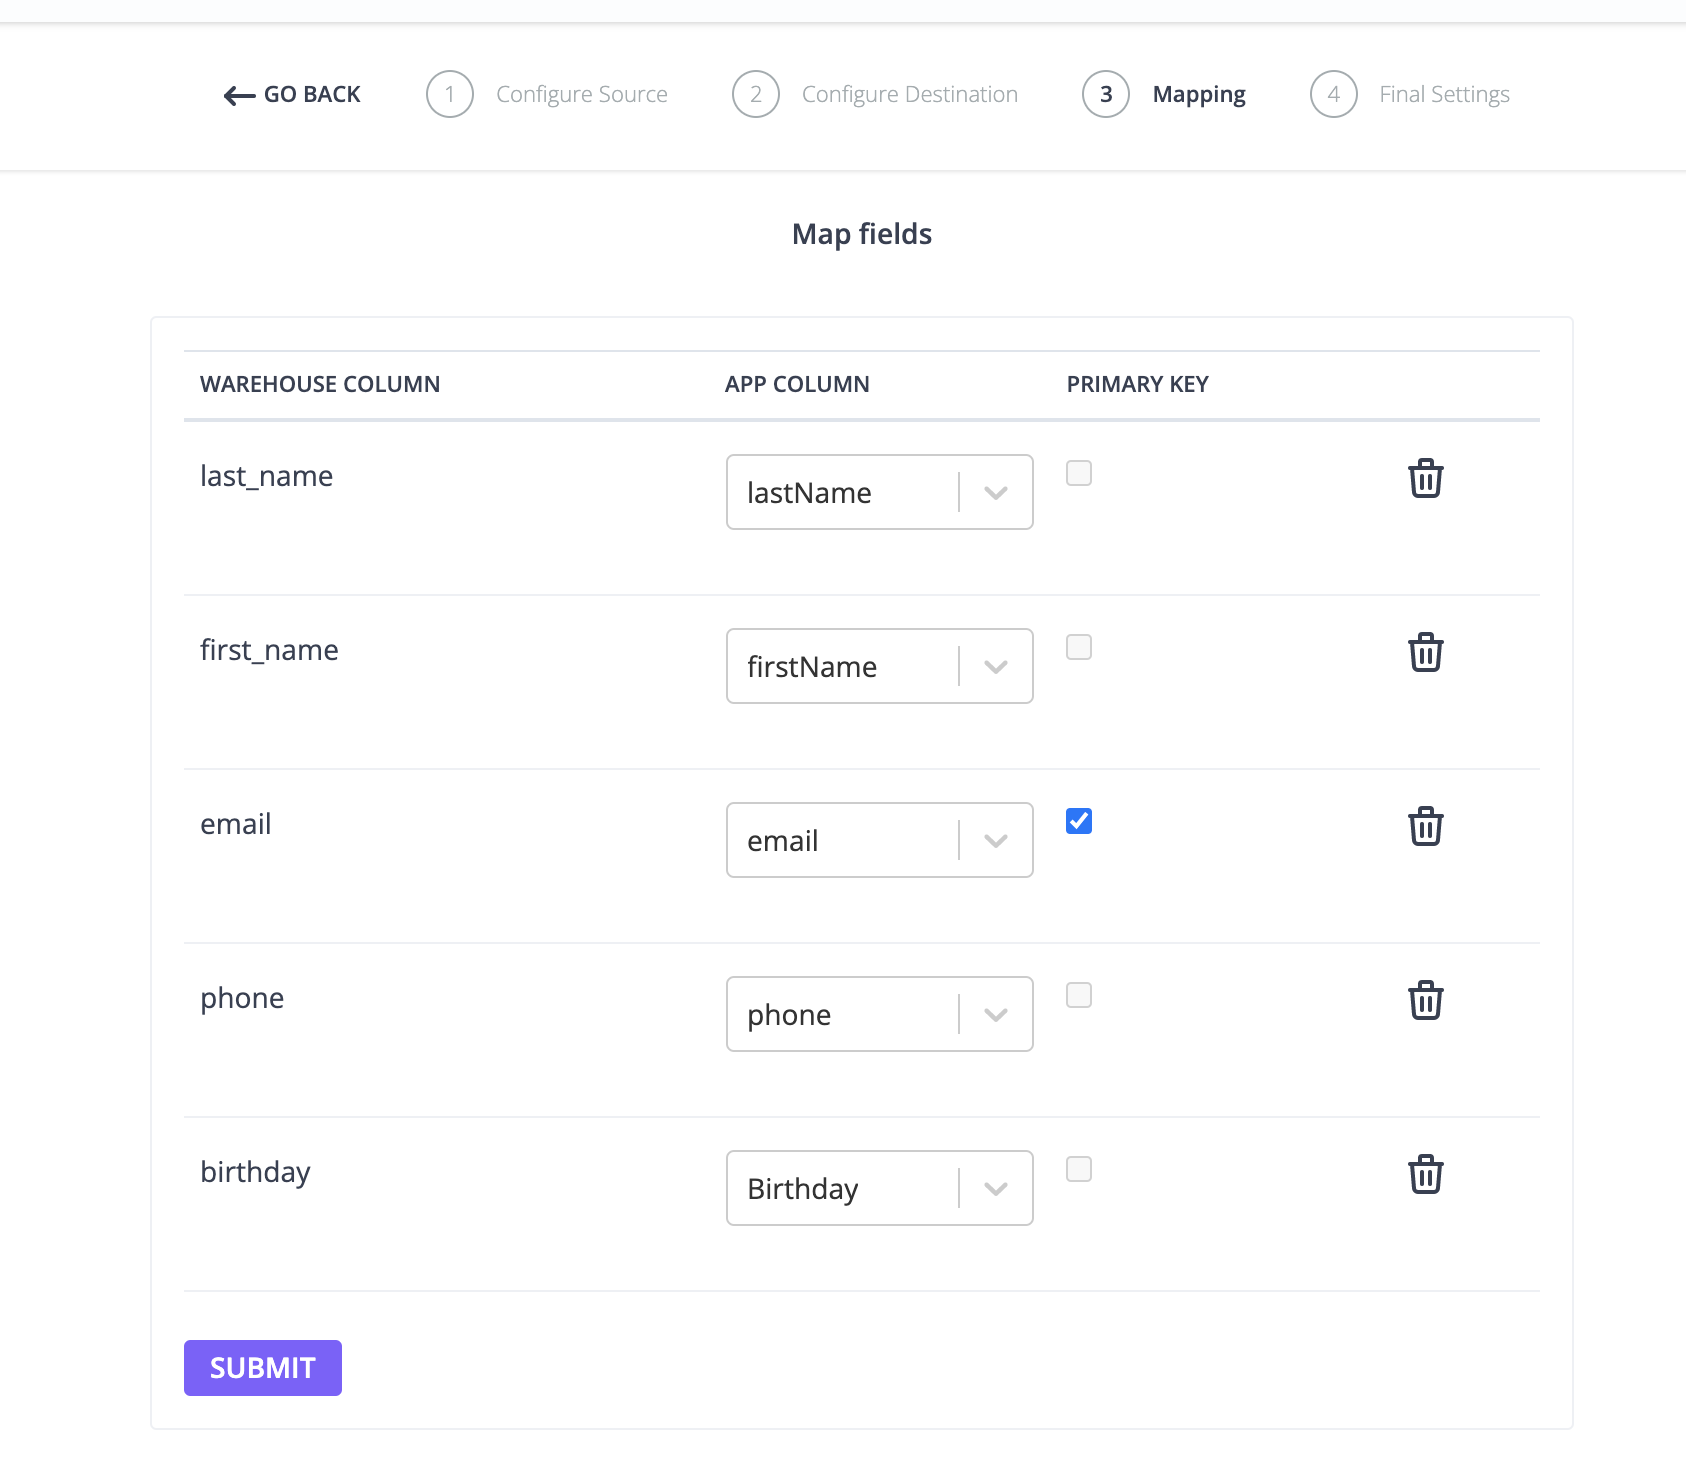 GO BACK 1 Configure Source 2 Configure Destination 3 Mapping 4 Final Settings
Map fields
WAREHOUSE COLUMN APP COLUMN PRIMARY KEY
last_name lastName
first_name firstName
email email
phone phone
birthday Birthday
SUBMIT